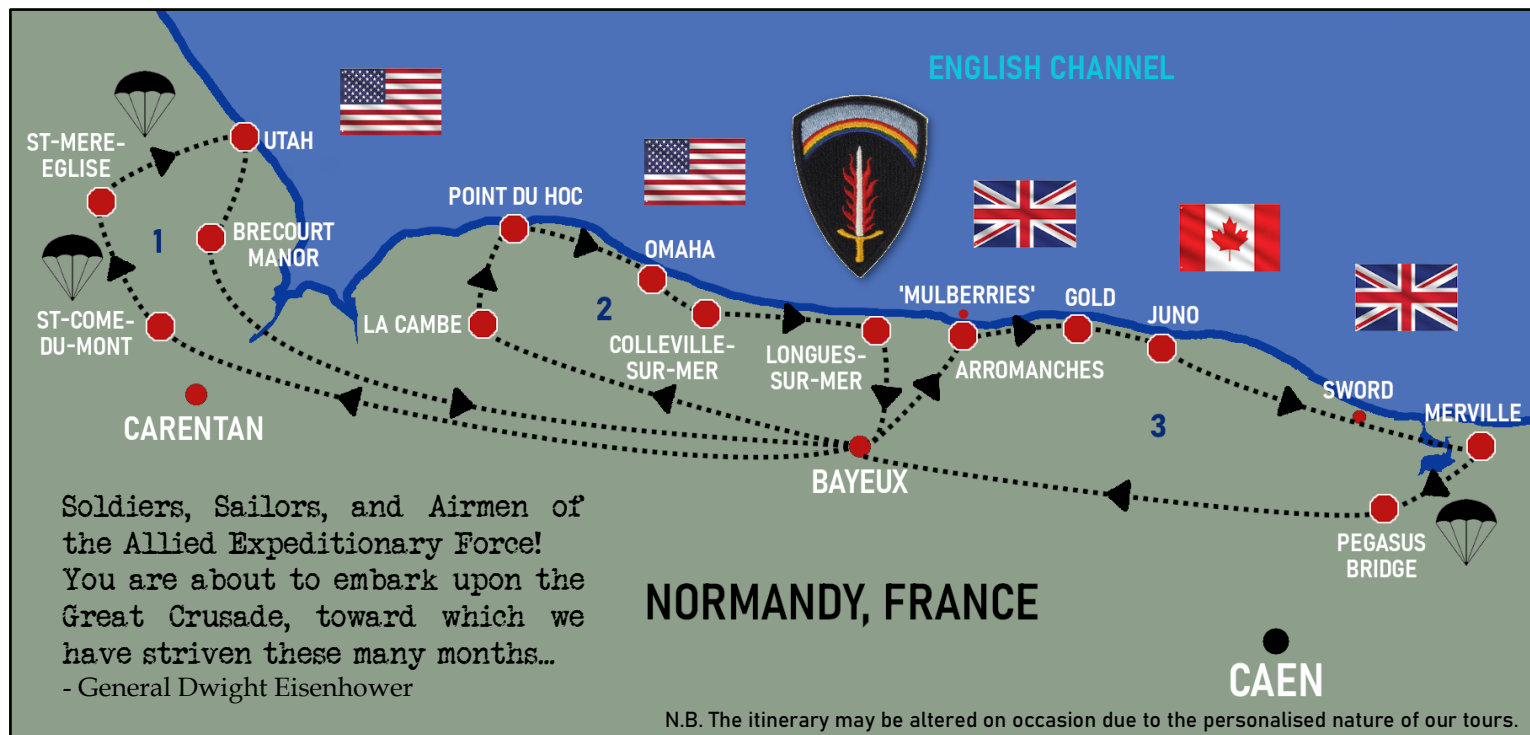 ENGLISH CHANNEL
UTAH
ST-MERE-
EGLISE
1
BRECOURT
MANOR
ST-COME-
DU-MONT
CARENTAN
POINT DU HOC
OMAHA
2
LA CAMBE
COLLEVILLE-
SUR-MER
LONGUES-
SUR-MER
'MULBERRIES'
GOLD
JUNO
ARROMANCHES
3
SWORD
MERVILLE
BAYEUX
PEGASUS
BRIDGE
Soldiers, Sailors, and Airmen of
the Allied Expeditionary Force!
You are about to embark upon the
Great Crusade, toward which we
have striven these many months…
- General Dwight Eisenhower
NORMANDY, FRANCE
CAEN
N.B. The itinerary may be altered on occasion due to the personalised nature of our tours.